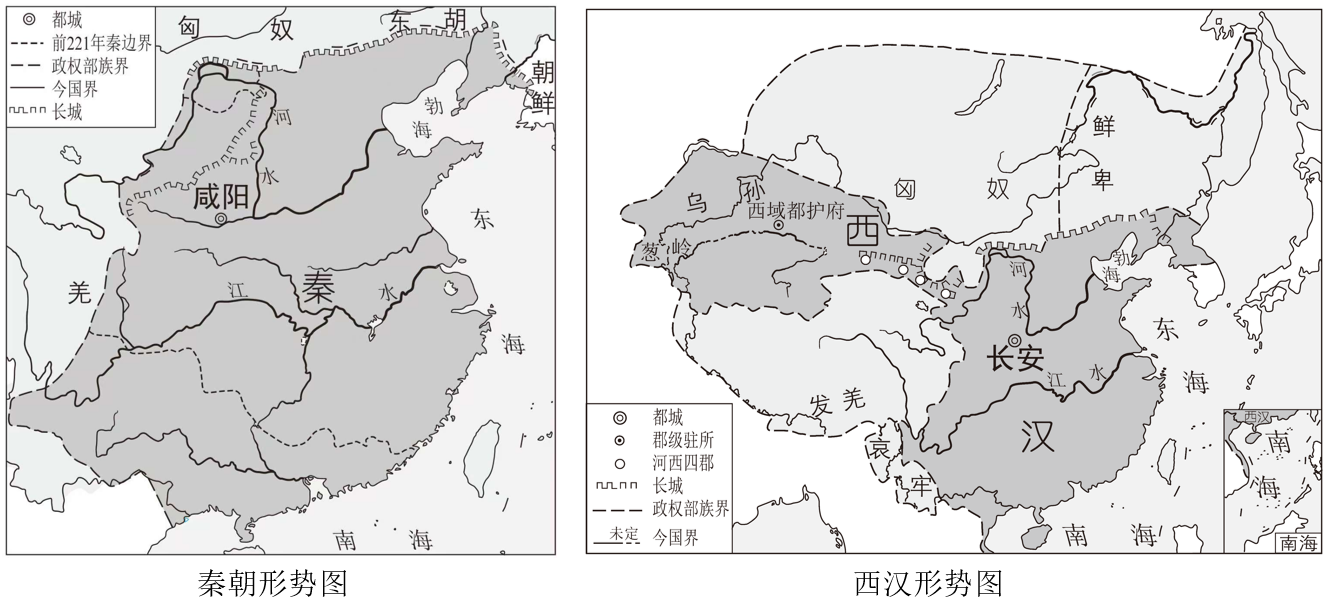 都城
前221年秦边界
政权部族界
今国界
长城
匈奴
东胡
朝鲜
勃海
河水
咸阳
羌
江水
秦
东海
南海
秦朝形势图
鲜卑
匈奴
乌孙
西域都护府
西
葱岭
河水
勃海
长安
江水
东海
发羌
哀牢
汉
南海
都城
郡级驻所
河西四郡
长城
政权部族界
未定
今国界
西汉
南海
南海
西汉形势图